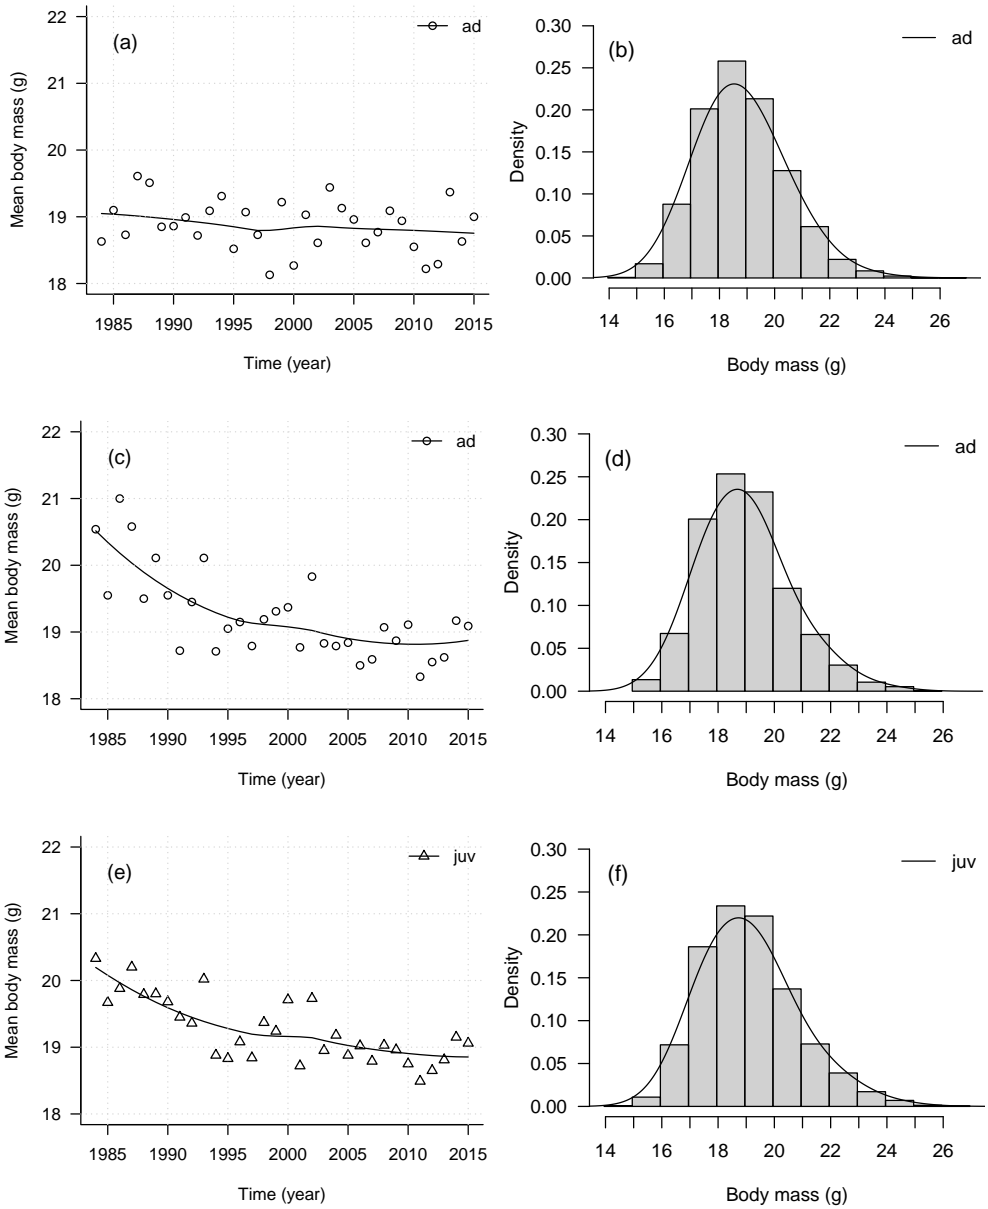 (a)
ad
Mean body mass (g)
22
21
20
19
18
1985 1990 1995 2000 2005 2010 2015
Time (year)
(b)
ad
Density
0.30
0.25
0.20
0.15
0.10
0.05
0.00
14 16 18 20 22 24 26
Body mass (g)
(c)
ad
Mean body mass (g)
22
21
20
19
18
1985 1990 1995 2000 2005 2010 2015
Time (year)
(d)
ad
Density
0.30
0.25
0.20
0.15
0.10
0.05
0.00
14 16 18 20 22 24 26
Body mass (g)
(e)
juv
Mean body mass (g)
22
21
20
19
18
1985 1990 1995 2000 2005 2010 2015
Time (year)
(f)
juv
Density
0.30
0.25
0.20
0.15
0.10
0.05
0.00
14 16 18 20 22 24 26
Body mass (g)